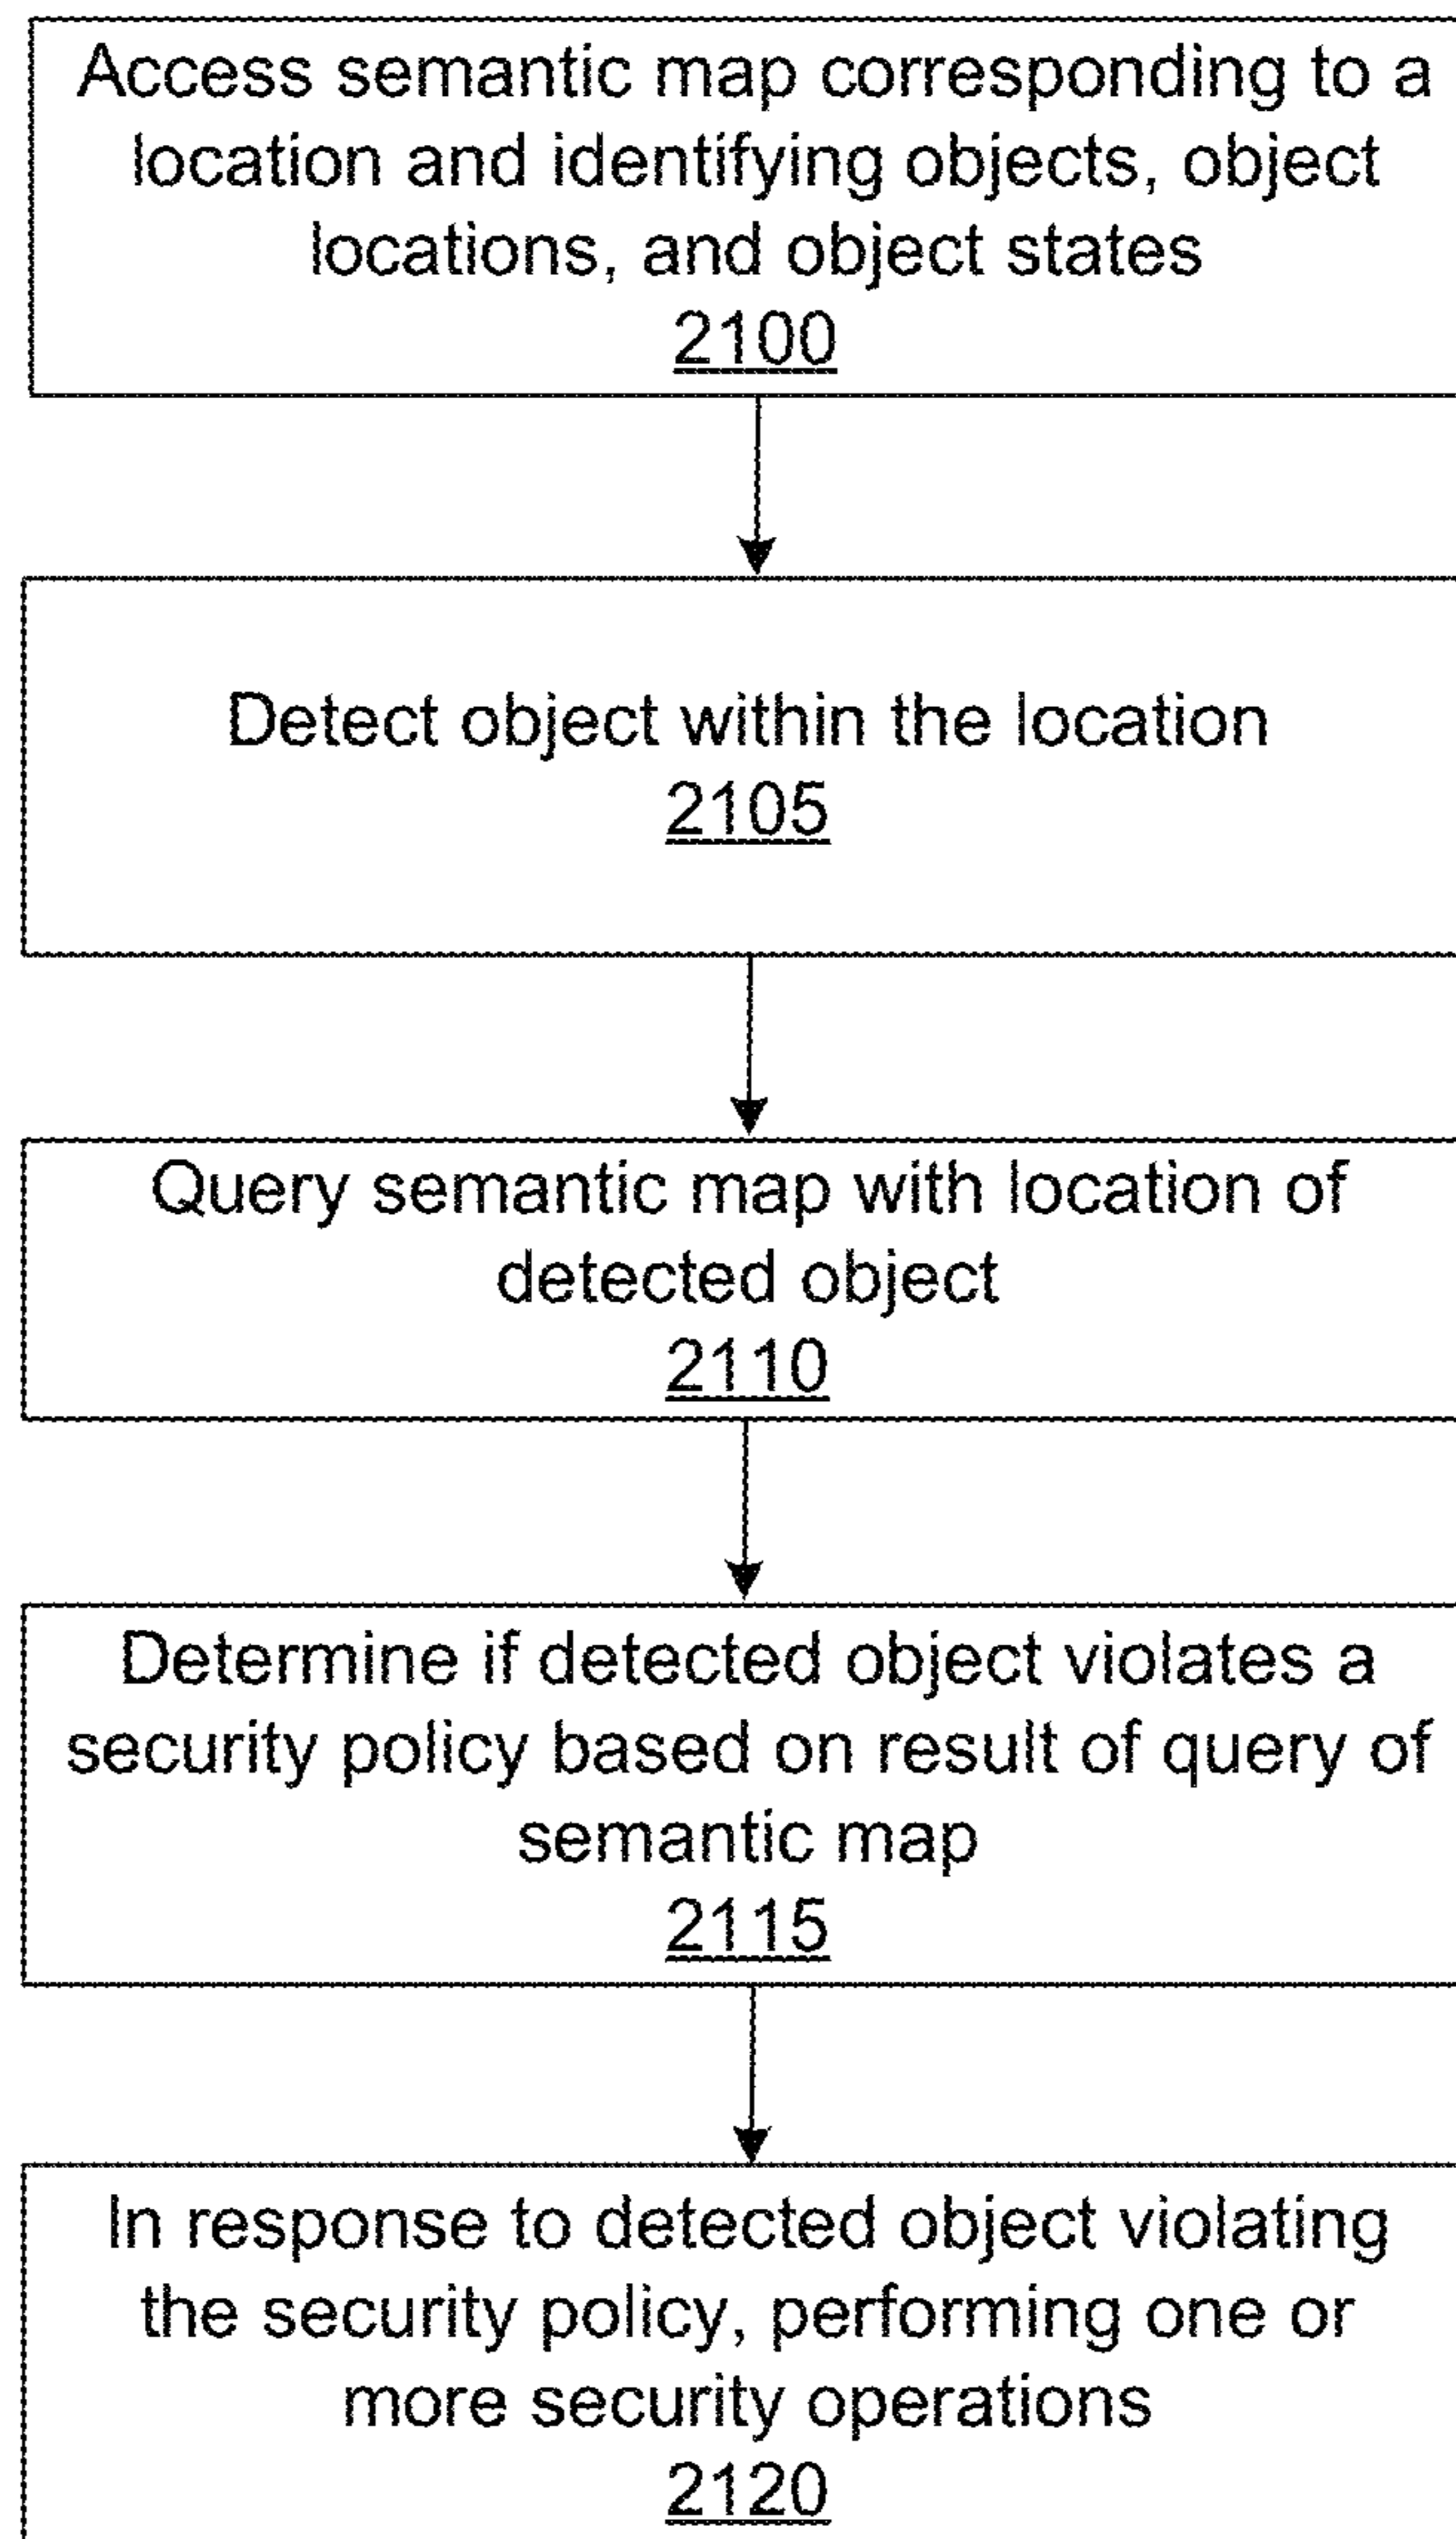 Access semantic map corresponding to a
location and identifying objects, object
locations, and object states
2100
Detect object within the location
2105
Query semantic map with location of
detected object
2110
Determine if detected object violates a
security policy based on result of query of
semantic map
2115
In response to detected object violating
the security policy, performing one or
more security operations
2120